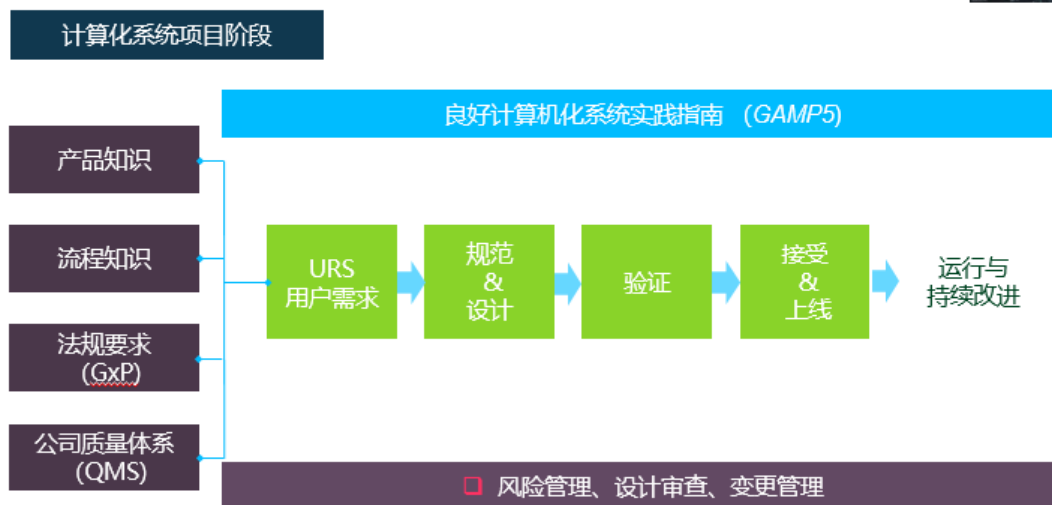 计算化系统项目阶段
良好计算机化系统实践指南 (GAMP5)
产品知识
流程知识
法规要求
(GxP)
公司质量体系
(QMS)
URS
用户需求
规范
&
设计
验证
接受
&
上线
运行与
持续改进
风险管理、设计审查、变更管理